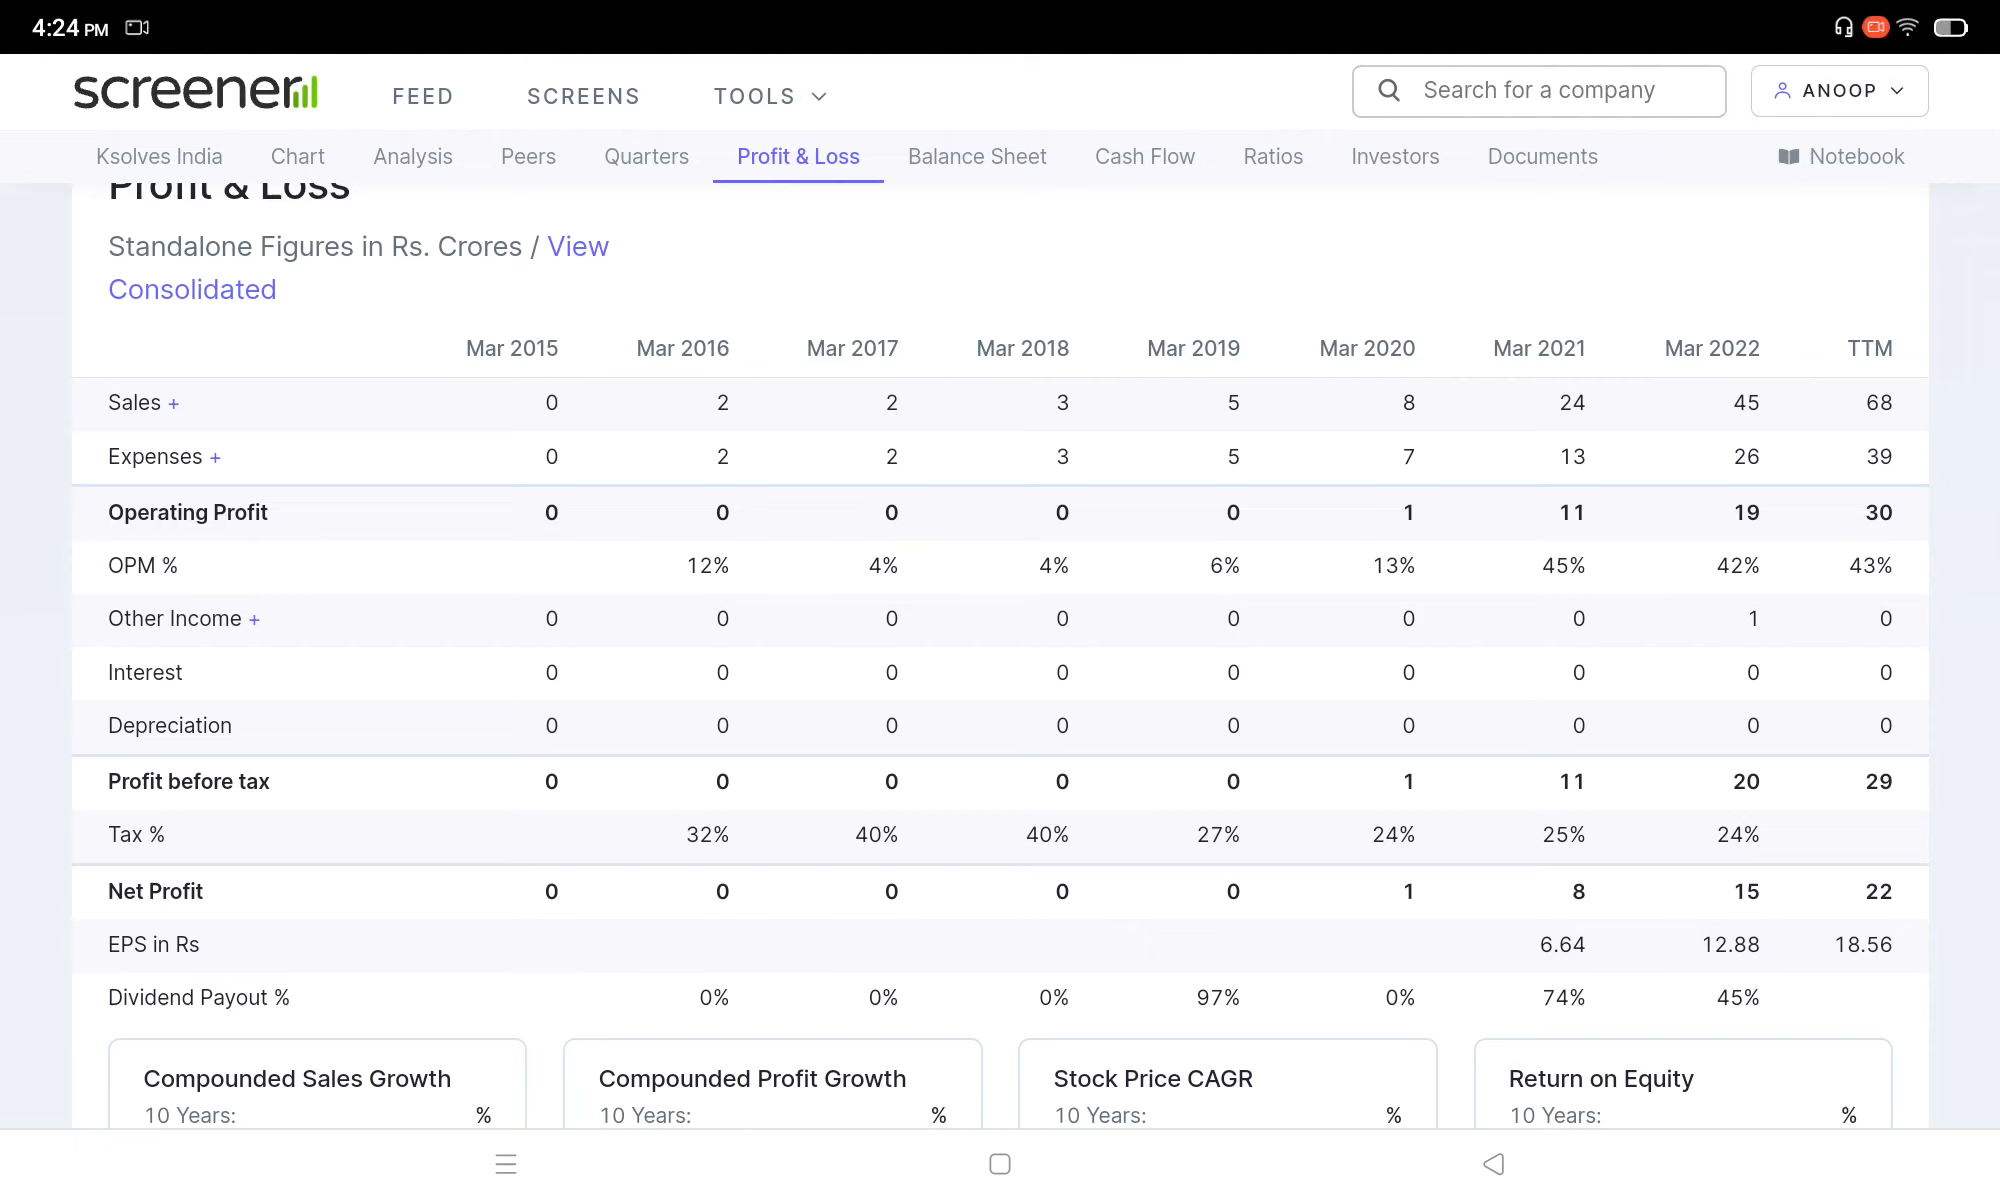 4:24 PM
screener
FEED SCREENS TOOLS
Search for a company
ANOOP
Ksolves India Chart Analysis Peers Quarters Profit & Loss Balance Sheet Cash Flow Ratios Investors Documents Notebook
Profit & Loss
Standalone Figures in Rs. Crores / View
Consolidated
Mar 2015 Mar 2016 Mar 2017 Mar 2018 Mar 2019 Mar 2020 Mar 2021 Mar 2022 TTM
Sales + 0 2 2 3 5 8 24 45 68
Expenses + 0 2 2 3 5 7 13 26 39
Operating Profit 0 0 0 0 0 1 11 19 30
OPM % 12% 4% 4% 6% 13% 45% 42% 43%
Other Income + 0 0 0 0 0 0 0 1 0
Interest 0 0 0 0 0 0 0 0 0
Depreciation 0 0 0 0 0 0 0 0 0
Profit before tax 0 0 0 0 0 1 11 20 29
Tax % 32% 40% 40% 27% 24% 25% 24%
Net Profit 0 0 0 0 0 1 8 15 22
EPS in Rs 6.64 12.88 18.56
Dividend Payout % 0% 0% 0% 97% 0% 74% 45%
Compounded Sales Growth Compounded Profit Growth Stock Price CAGR Return on Equity
10 Years: % 10 Years: % 10 Years: % 10 Years: %